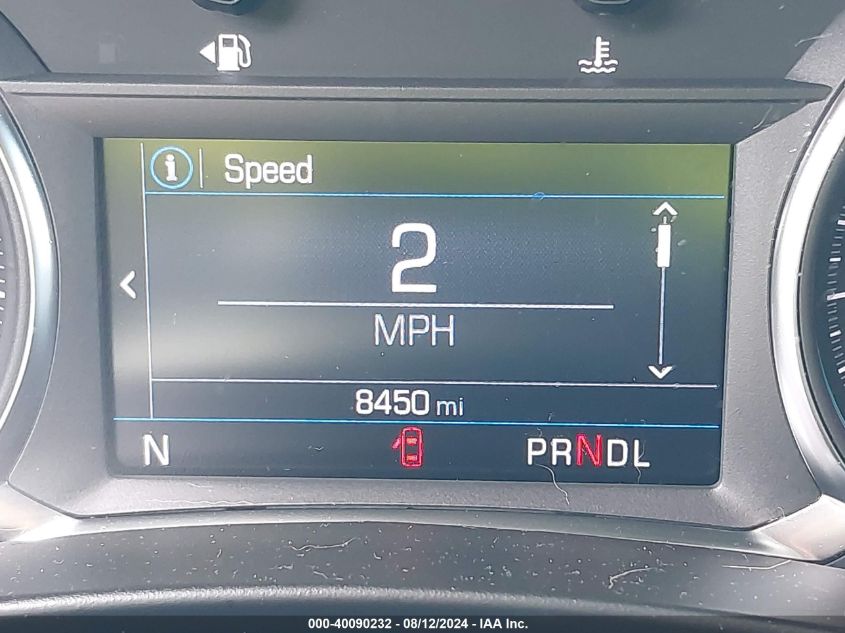 Speed
2
MPH
8450 mi
N PRNDL
000-40090232 - 08/12/2024 - IAA Inc.